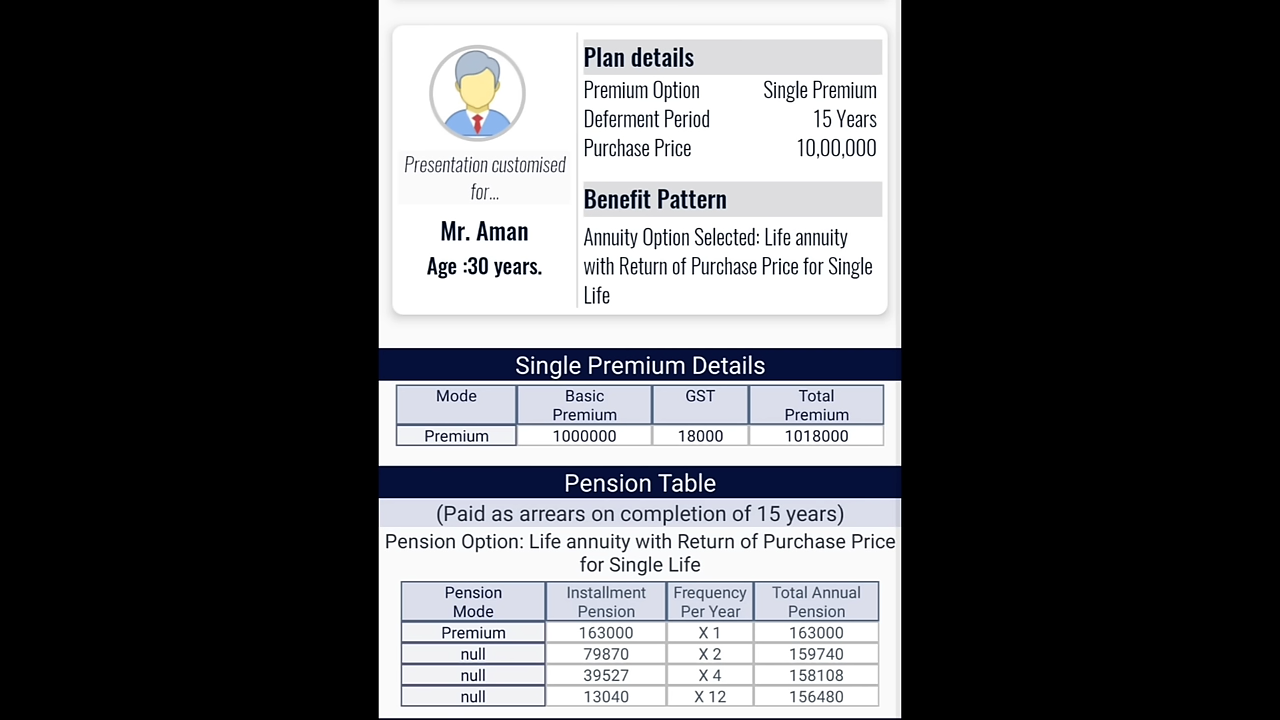 Presentation customised
for...
Mr. Aman
Age :30 years.
Plan details
Premium Option Single Premium
Deferment Period 15 Years
Purchase Price 10,00,000
Benefit Pattern
Annuity Option Selected: Life annuity
with Return of Purchase Price for Single
Life
Single Premium Details
Mode Basic Premium GST Total Premium
Premium 1000000 18000 1018000
Pension Table
(Paid as arrears on completion of 15 years)
Pension Option: Life annuity with Return of Purchase Price
for Single Life
Pension Mode Installment Pension Frequency Per Year Total Annual Pension
Premium 163000 X 1 163000
null 79870 X 2 159740
null 39527 X 4 158108
null 13040 X 12 156480